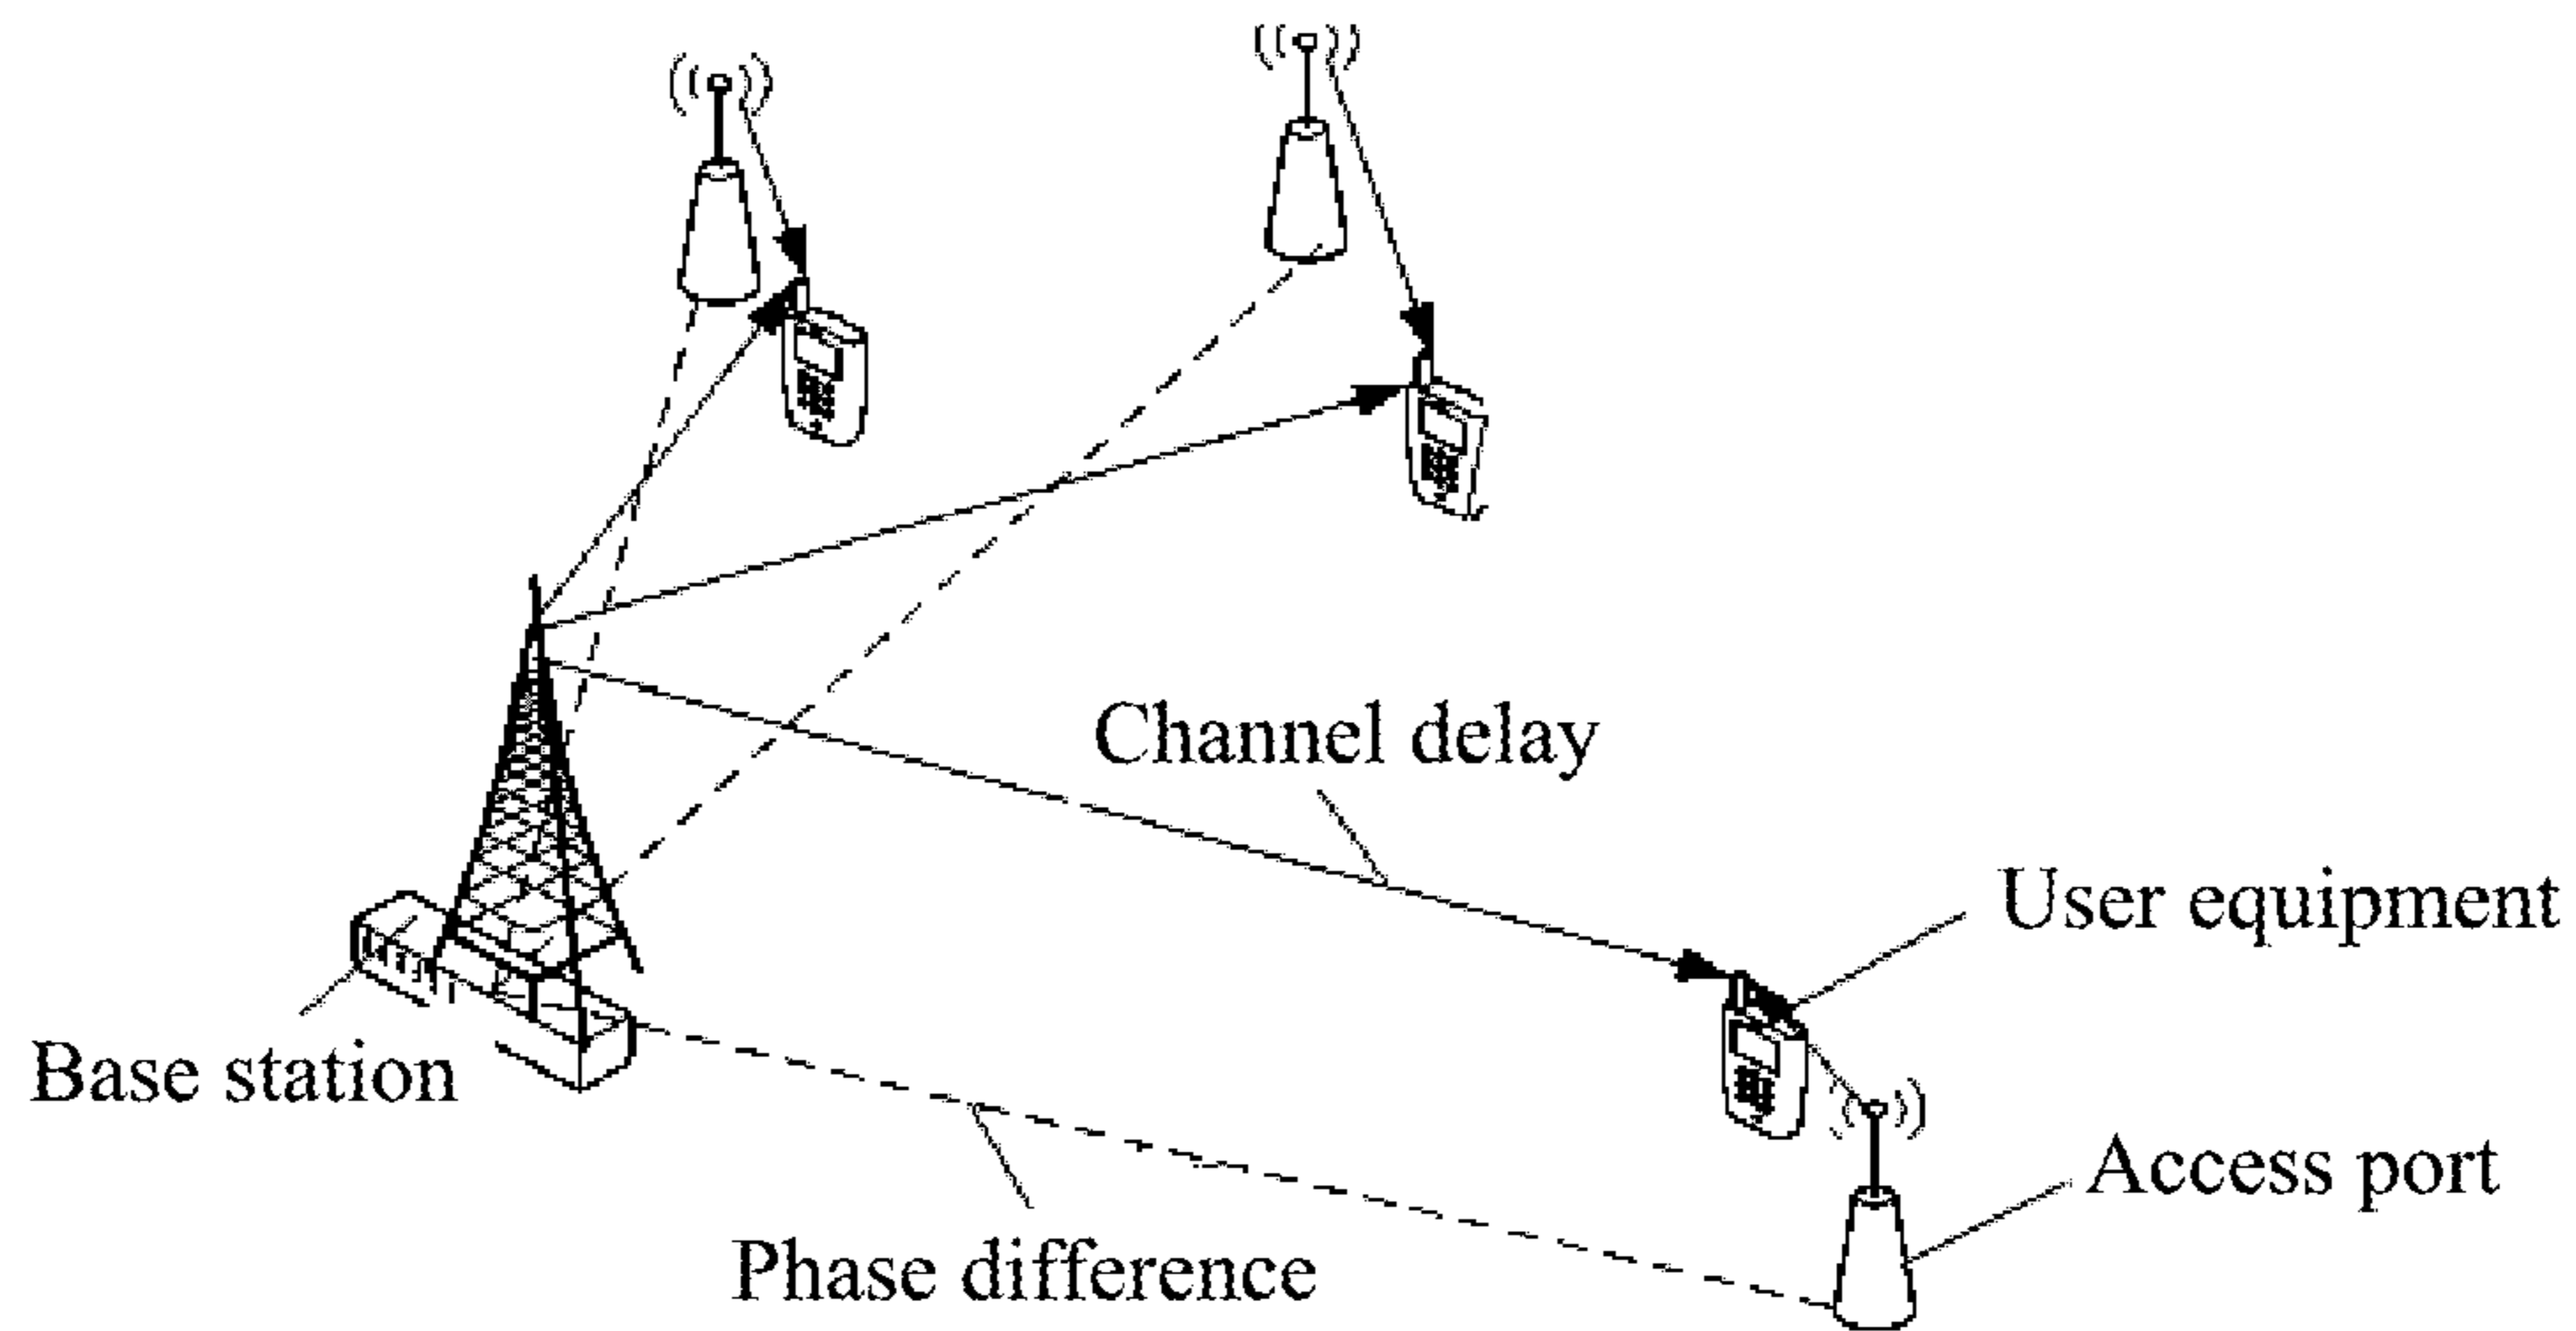 Channel delay
User equipment
Base station
Access port
Phase difference